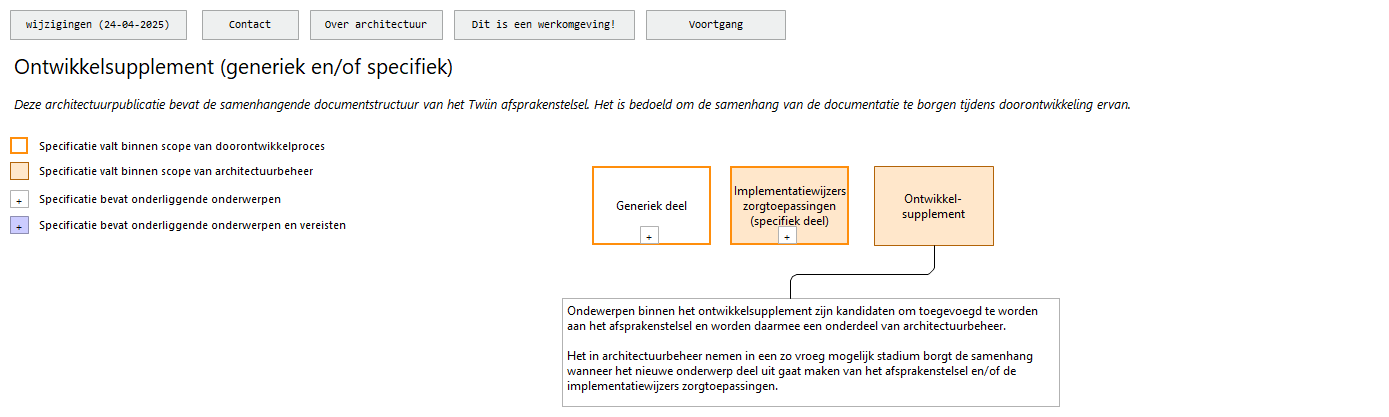 wijzigingen (24-04-2025)
Contact
Over architectuur
Dit is een werkomgeving!
Voortgang
Ontwikkelsupplement (generiek en/of specifiek)
Deze architectuurpublicatie bevat de samenhangende documentstructuur van het Twiin afsprakenstelsel. Het is bedoeld om de samenhang van de documentatie te borgen tijdens doorontwikkeling ervan.
Specificatie valt binnen scope van doorontwikkelproces
Specificatie valt binnen scope van architectuurbeheer
+ Specificatie bevat onderliggende onderwerpen
+ Specificatie bevat onderliggende onderwerpen en vereisten
Generiek deel
+
Implementatiewijzers
zorgtoepassingen
(specifiek deel)
+
Ontwikkel-
supplement
Ondewerpen binnen het ontwikkelsupplement zijn kandidaten om toegevoegd te worden
aan het afsprakenstelsel en worden daarmee een onderdeel van architectuurbeheer.
Het in architectuurbeheer nemen in een zo vroeg mogelijk stadium borgt de samenhang
wanneer het nieuwe onderwerp deel uit gaat maken van het afsprakenstelsel en/of de
implementatiewijzers zorgtoepassingen.